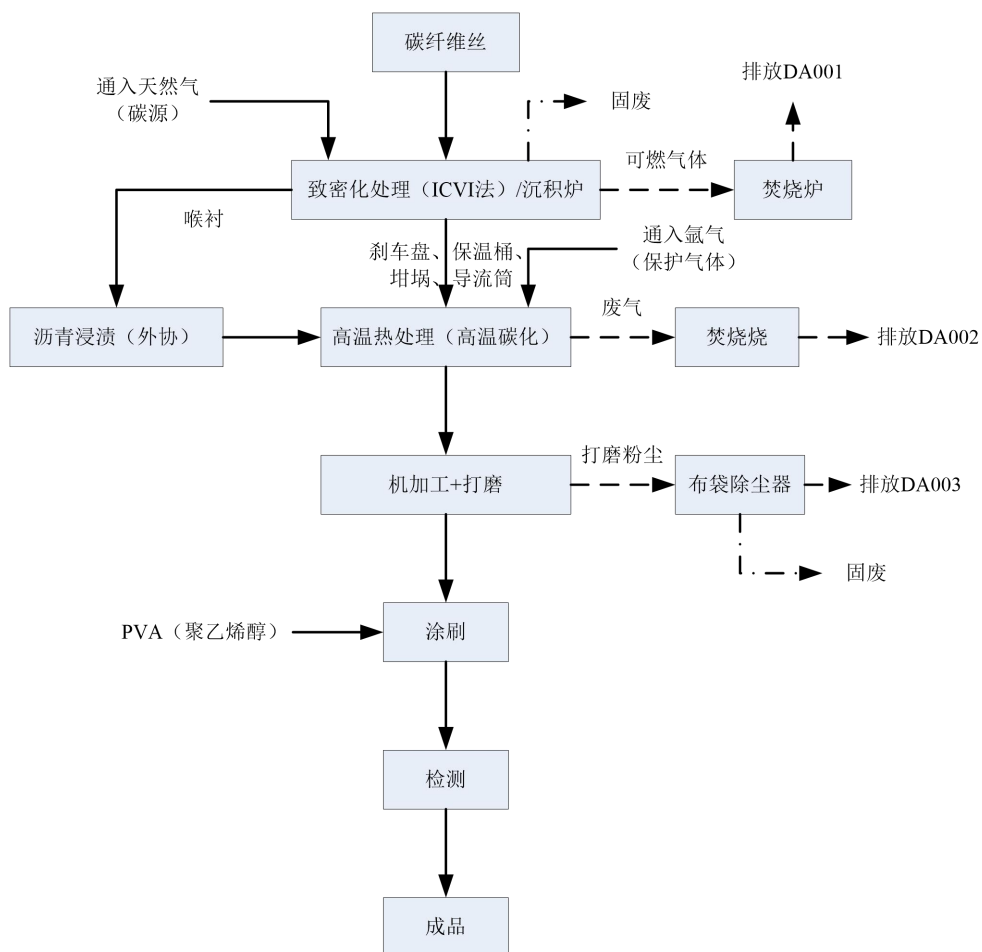 碳纤维丝
排放DA001
通入天然气
（碳源）
固废
可燃气体
致密化处理（ICVI法）/沉积炉
焚烧炉
喉衬
刹车盘、保温桶、
坩埚、导流筒
通入氩气
（保护气体）
废气
沥青浸渍（外协）
高温热处理（高温碳化）
焚烧烧
排放DA002
打磨粉尘
机加工+打磨
布袋除尘器
排放DA003
固废
PVA（聚乙烯醇）
涂刷
检测
成品